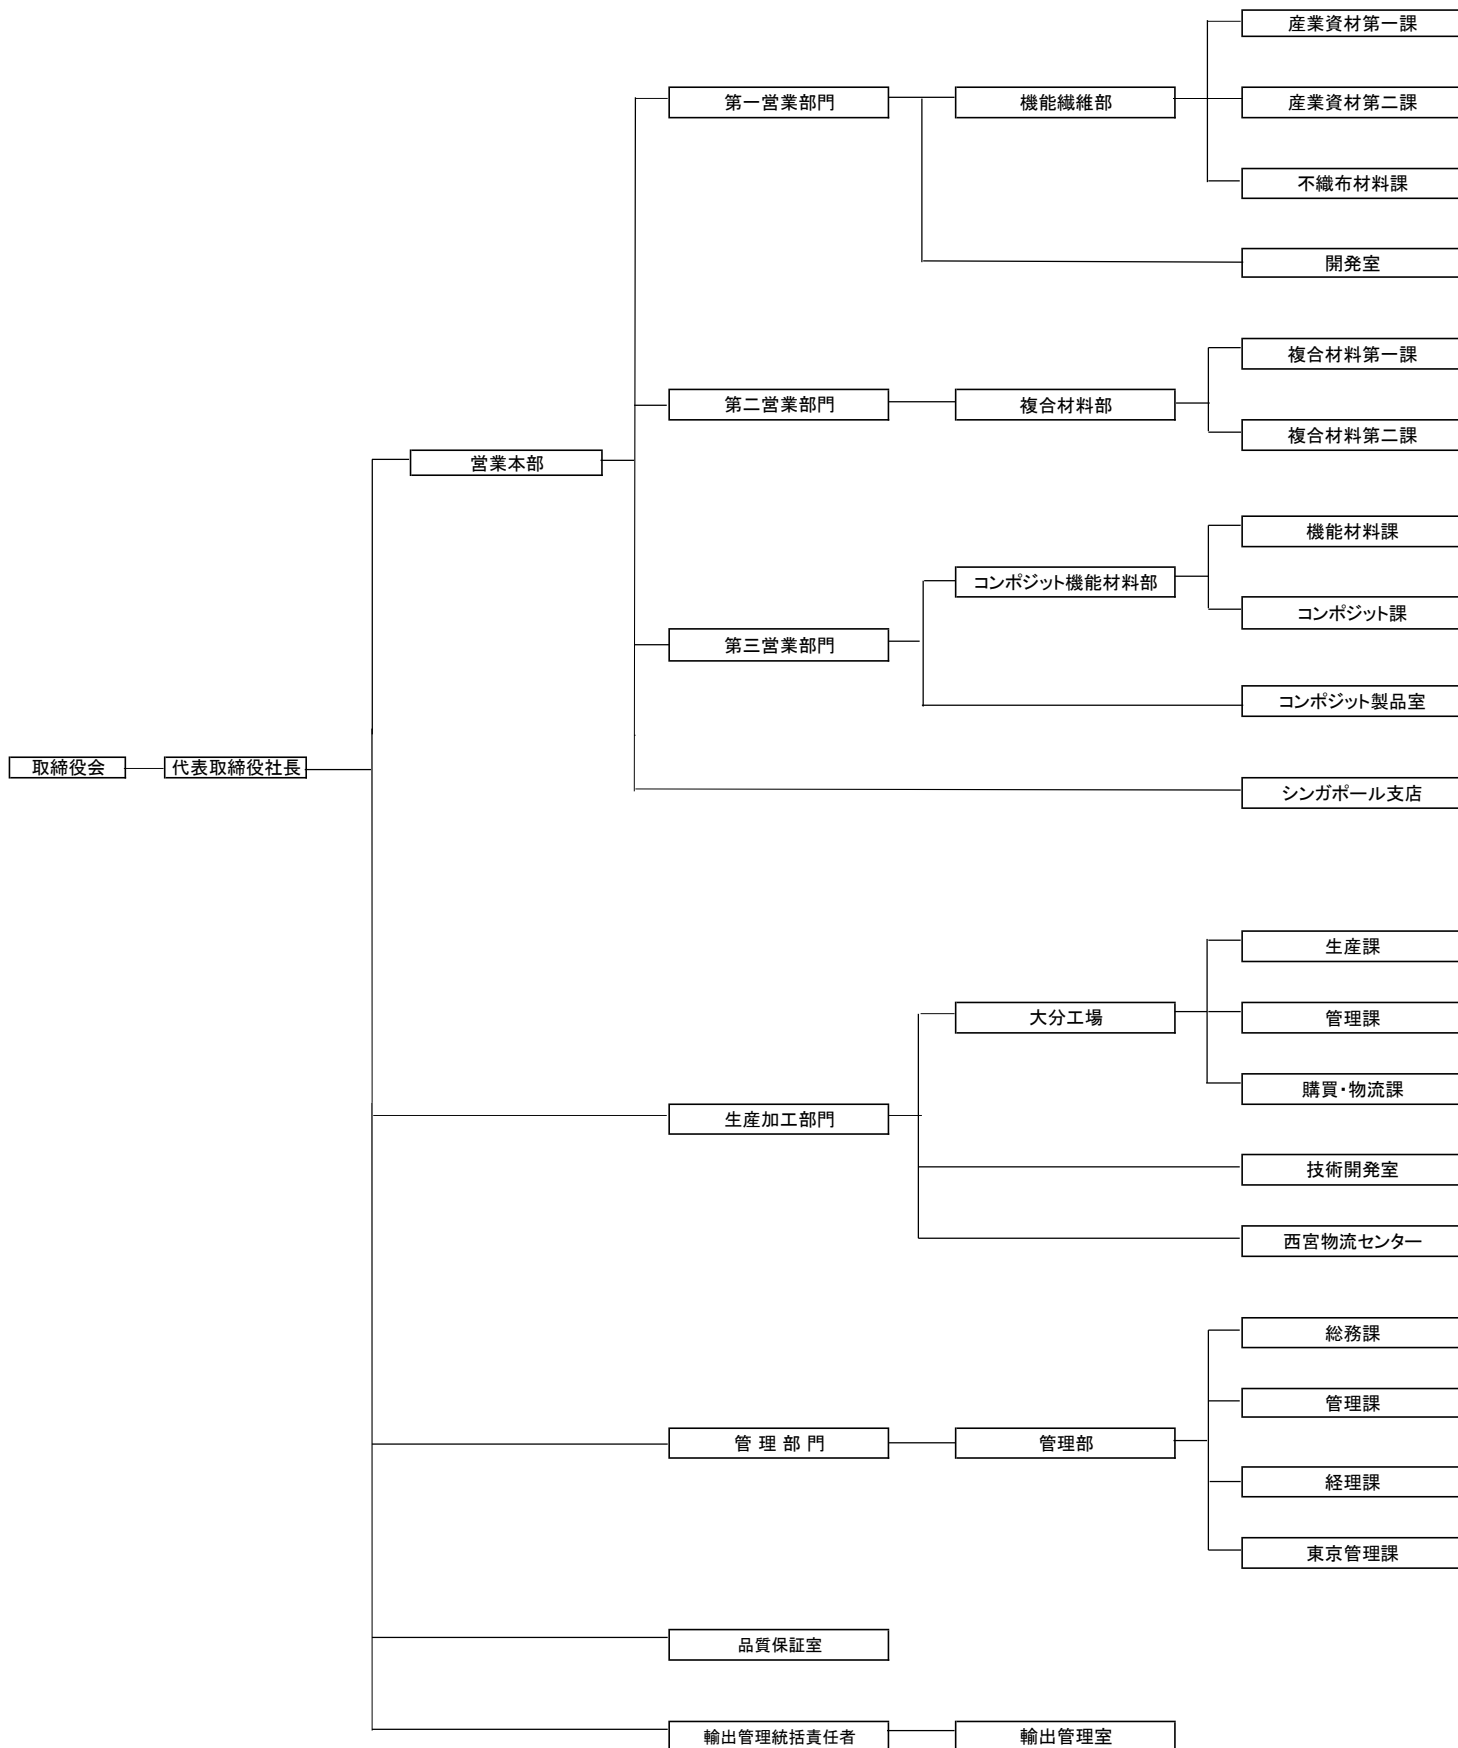 産業資材第一課
第一営業部門
機能繊維部
産業資材第二課
不織布材料課
開発室
複合材料第一課
第二営業部門
複合材料部
複合材料第二課
営業本部
機能材料課
コンポジット機能材料部
コンポジット課
第三営業部門
コンポジット製品室
取締役会
代表取締役社長
シンガポール支店
生産課
大分工場
管理課
購買・物流課
生産加工部門
技術開発室
西宮物流センター
総務課
管理課
管 理 部 門
管理部
経理課
東京管理課
品質保証室
輸出管理統括責任者
輸出管理室